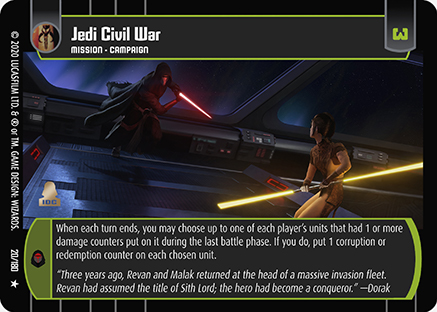 Jedi Civil War
MISSION • CAMPAIGN
© 2020 LUCASFILM LTD. & ® or TM. GAME DESIGN: WIZARDS.
IDC
When each turn ends, you may choose up to one of each player's units that had 1 or more
damage counters put on it during the last battle phase. If you do, put 1 corruption or
redemption counter on each chosen unit.
"Three years ago, Revan and Malak returned at the head of a massive invasion fleet.
Revan had assumed the title of Sith Lord; the hero had become a conqueror." —Dorak